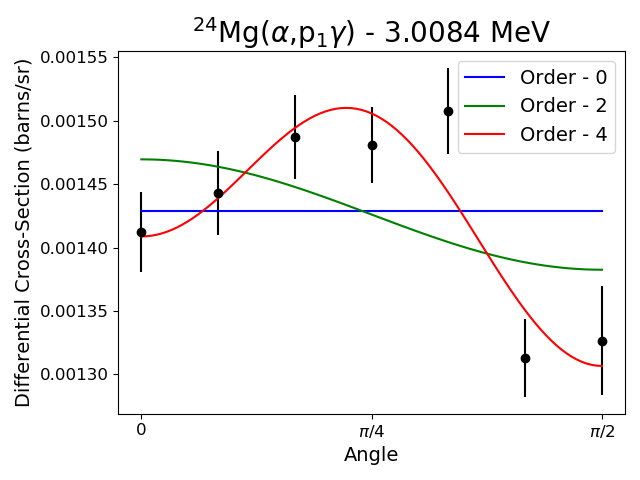 ²⁴Mg(α,p₁γ) - 3.0084 MeV
Differential Cross-Section (barns/sr)
0.00155
0.00150
0.00145
0.00140
0.00135
0.00130
Order - 0
Order - 2
Order - 4
0
π/4
π/2
Angle